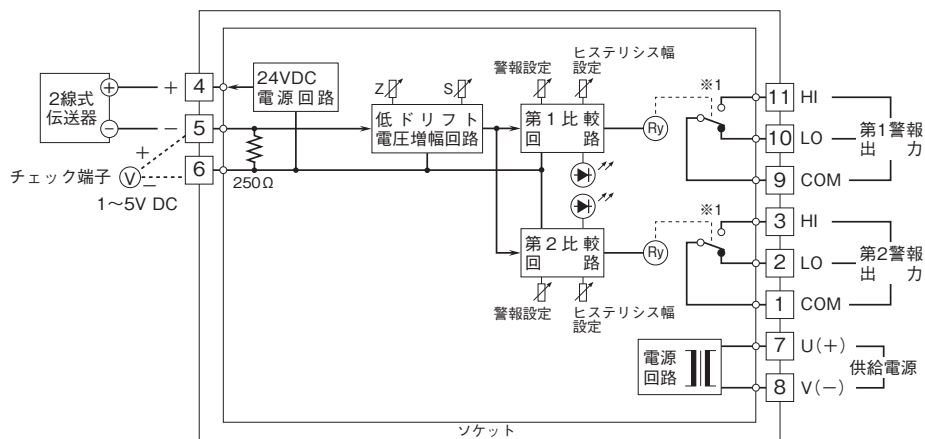 2線式
伝送器
+
−
+
−
4
5
6
+
−
V
チェック端子
1～5V DC
24VDC
電源回路
250Ω
Z
S
低ドリフト
電圧増幅回路
警報設定
ヒステリシス幅
設定
第1比較
回　　路
Ry
※1
第2比較
回　　路
Ry
※1
警報設定
ヒステリシス幅
設定
電源
回路
11 HI
10 LO
9 COM
第1警報
出　　力
3 HI
2 LO
1 COM
第2警報
出　　力
7 U(+)
8 V(−)
供給電源
ソケット